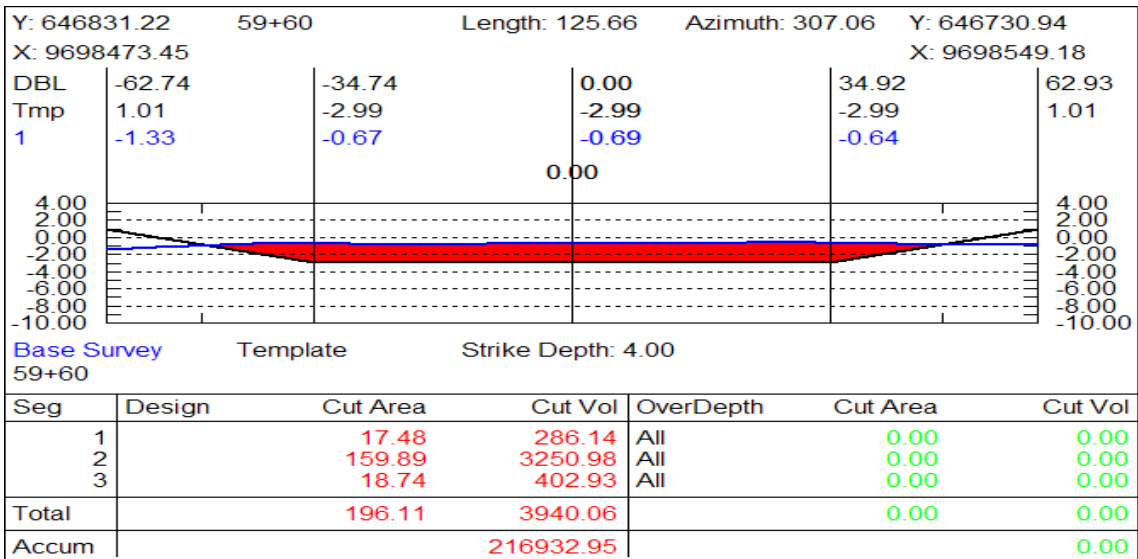 Y: 646831.22 59+60 Length: 125.66 Azimuth: 307.06 Y: 646730.94
X: 9698473.45 X: 9698549.18
DBL -62.74 -34.74 0.00 34.92 62.93
Tmp 1.01 -2.99 -2.99 -2.99 1.01
1 -1.33 -0.67 -0.69 -0.64
0.00
4.00 4.00
2.00 2.00
0.00 0.00
-2.00 -2.00
-4.00 -4.00
-6.00 -6.00
-8.00 -8.00
-10.00 -10.00
Base Survey Template Strike Depth: 4.00
59+60
Seg Design Cut Area Cut Vol OverDepth Cut Area Cut Vol
1 17.48 286.14 All 0.00 0.00
2 159.89 3250.98 All 0.00 0.00
3 18.74 402.93 All 0.00 0.00
Total 196.11 3940.06 0.00 0.00
Accum 216932.95 0.00